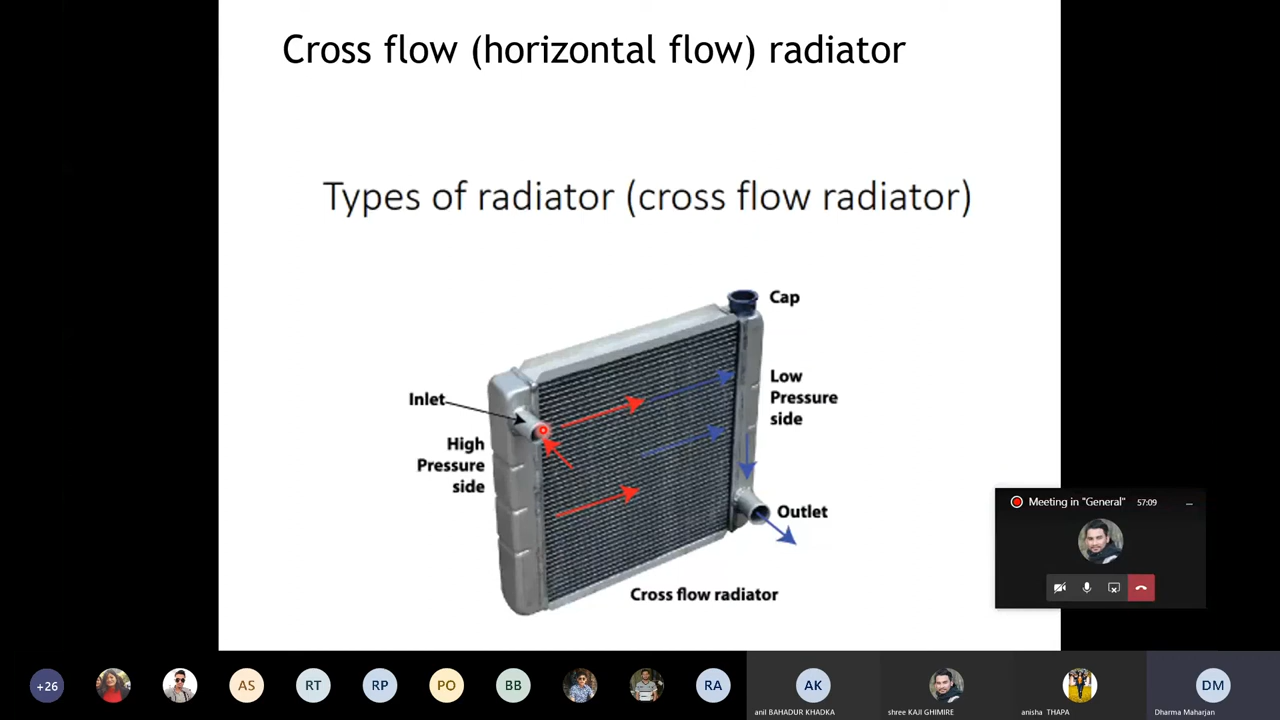 Cross flow (horizontal flow) radiator
Types of radiator (cross flow radiator)
Cap
Low
Pressure
side
Inlet
High
Pressure
side
Outlet
Cross flow radiator
Meeting in "General"
57:09
+26
AS
RT
RP
PO
BB
RA
AK
anil BAHADUR KHADKA
shree KAJI GHIMIRE
anisha THAPA
DM
Dharma Maharjan